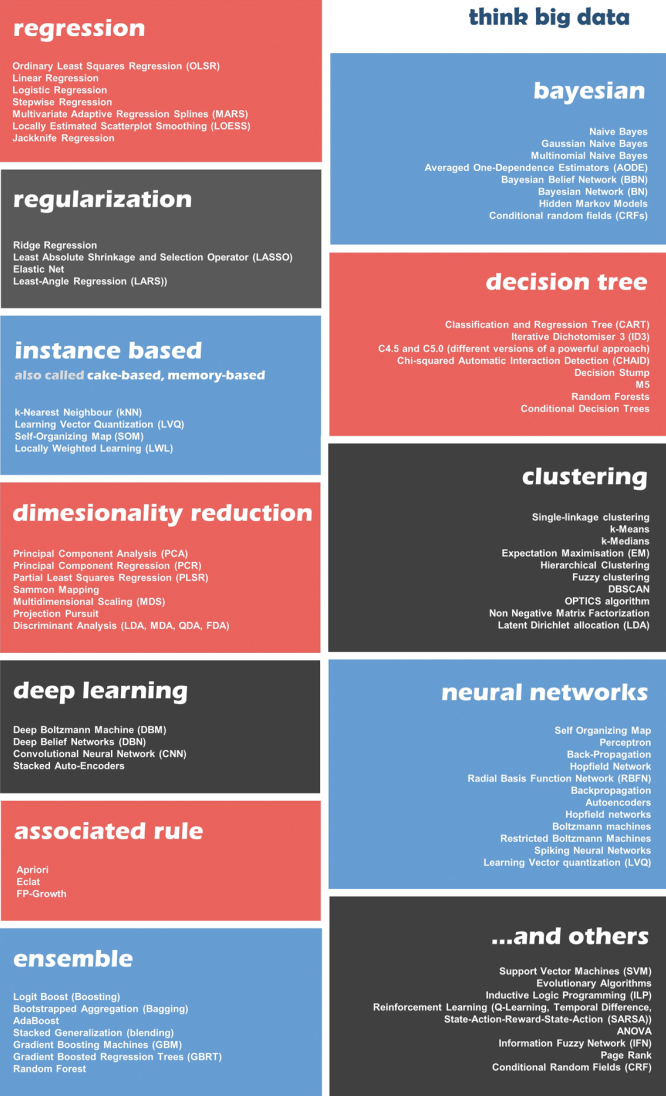 think big data
regression
Ordinary Least Squares Regression (OLSR)
Linear Regression
Logistic Regression
Stepwise Regression
Multivariate Adaptive Regression Splines (MARS)
Locally Estimated Scatterplot Smoothing (LOESS)
Jackknife Regression
regularization
Ridge Regression
Least Absolute Shrinkage and Selection Operator (LASSO)
Elastic Net
Least-Angle Regression (LARS))
instance based
also called cake-based, memory-based
k-Nearest Neighbour (kNN)
Learning Vector Quantization (LVQ)
Self-Organizing Map (SOM)
Locally Weighted Learning (LWL)
dimesionality reduction
Principal Component Analysis (PCA)
Principal Component Regression (PCR)
Partial Least Squares Regression (PLSR)
Sammon Mapping
Multidimensional Scaling (MDS)
Projection Pursuit
Discriminant Analysis (LDA, MDA, QDA, FDA)
deep learning
Deep Boltzmann Machine (DBM)
Deep Belief Networks (DBN)
Convolutional Neural Network (CNN)
Stacked Auto-Encoders
associated rule
Apriori
Eclat
FP-Growth
ensemble
Logit Boost (Boosting)
Bootstrapped Aggregation (Bagging)
AdaBoost
Stacked Generalization (blending)
Gradient Boosting Machines (GBM)
Gradient Boosted Regression Trees (GBRT)
Random Forest
bayesian
Naive Bayes
Gaussian Naive Bayes
Multinomial Naive Bayes
Averaged One-Dependence Estimators (AODE)
Bayesian Belief Network (BBN)
Bayesian Network (BN)
Hidden Markov Models
Conditional random fields (CRFs)
decision tree
Classification and Regression Tree (CART)
Iterative Dichotomiser 3 (ID3)
C4.5 and C5.0 (different versions of a powerful approach)
Chi-squared Automatic Interaction Detection (CHAID)
Decision Stump
M5
Random Forests
Conditional Decision Trees
clustering
Single-linkage clustering
k-Means
k-Medians
Expectation Maximisation (EM)
Hierarchical Clustering
Fuzzy clustering
DBSCAN
OPTICS algorithm
Non Negative Matrix Factorization
Latent Dirichlet allocation (LDA)
neural networks
Self Organizing Map
Perceptron
Back-Propagation
Hopfield Network
Radial Basis Function Network (RBFN)
Backpropagation
Autoencoders
Hopfield networks
Boltzmann machines
Restricted Boltzmann Machines
Spiking Neural Networks
Learning Vector quantization (LVQ)
...and others
Support Vector Machines (SVM)
Evolutionary Algorithms
Inductive Logic Programming (ILP)
Reinforcement Learning (Q-Learning, Temporal Difference,
State-Action-Reward-State-Action (SARSA))
ANOVA
Information Fuzzy Network (IFN)
Page Rank
Conditional Random Fields (CRF)